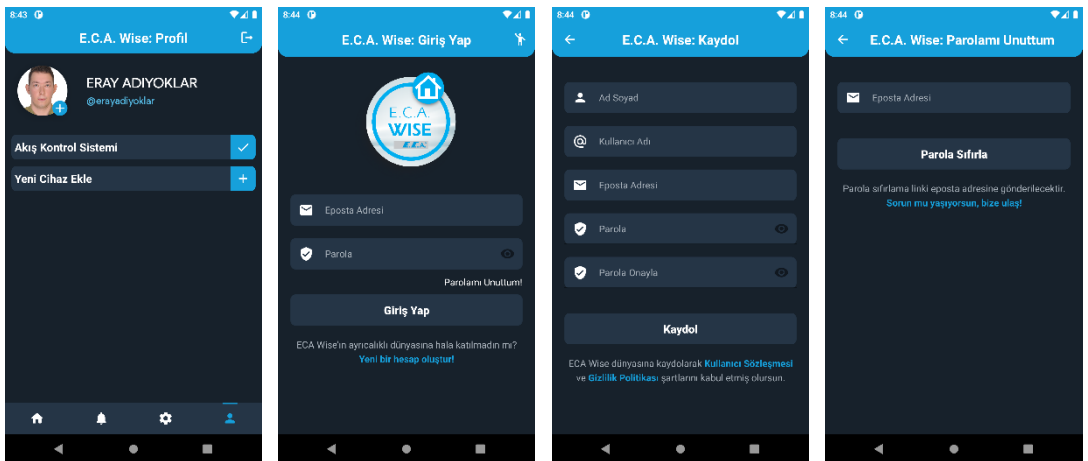 8:43
E.C.A. Wise: Profil
ERAY ADIYOKLAR
@erayadiyoklar
Akış Kontrol Sistemi
Yeni Cihaz Ekle
8:44
E.C.A. Wise: Giriş Yap
E.C.A.
WISE
E.C.A.
Eposta Adresi
Parola
Parolamı Unuttum!
Giriş Yap
ECA Wise'ın ayrıcalıklı dünyasına hala katılmadın mı?
Yeni bir hesap oluştur!
8:44
E.C.A. Wise: Kaydol
Ad Soyad
Kullanıcı Adı
Eposta Adresi
Parola
Parola Onayla
Kaydol
ECA Wise dünyasına kaydolarak Kullanıcı Sözleşmesi
ve Gizlilik Politikası şartlarını kabul etmiş olursun.
8:44
E.C.A. Wise: Parolamı Unuttum
Eposta Adresi
Parola Sıfırla
Parola sıfırlama linki eposta adresine gönderilecektir.
Sorun mu yaşıyorsun, bize ulaş!